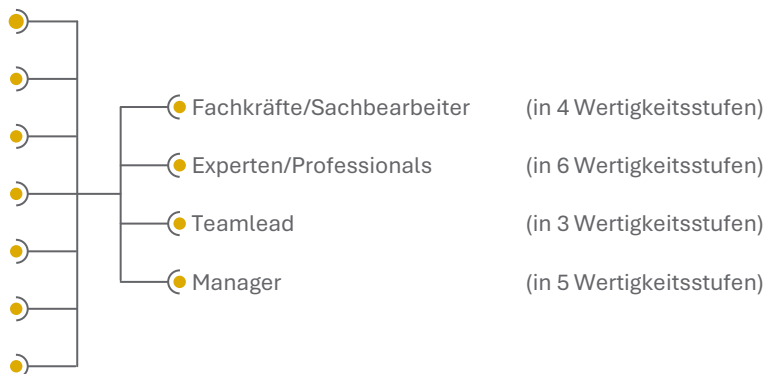 Fachkräfte/Sachbearbeiter (in 4 Wertigkeitsstufen)
Experten/Professionals (in 6 Wertigkeitsstufen)
Teamlead (in 3 Wertigkeitsstufen)
Manager (in 5 Wertigkeitsstufen)